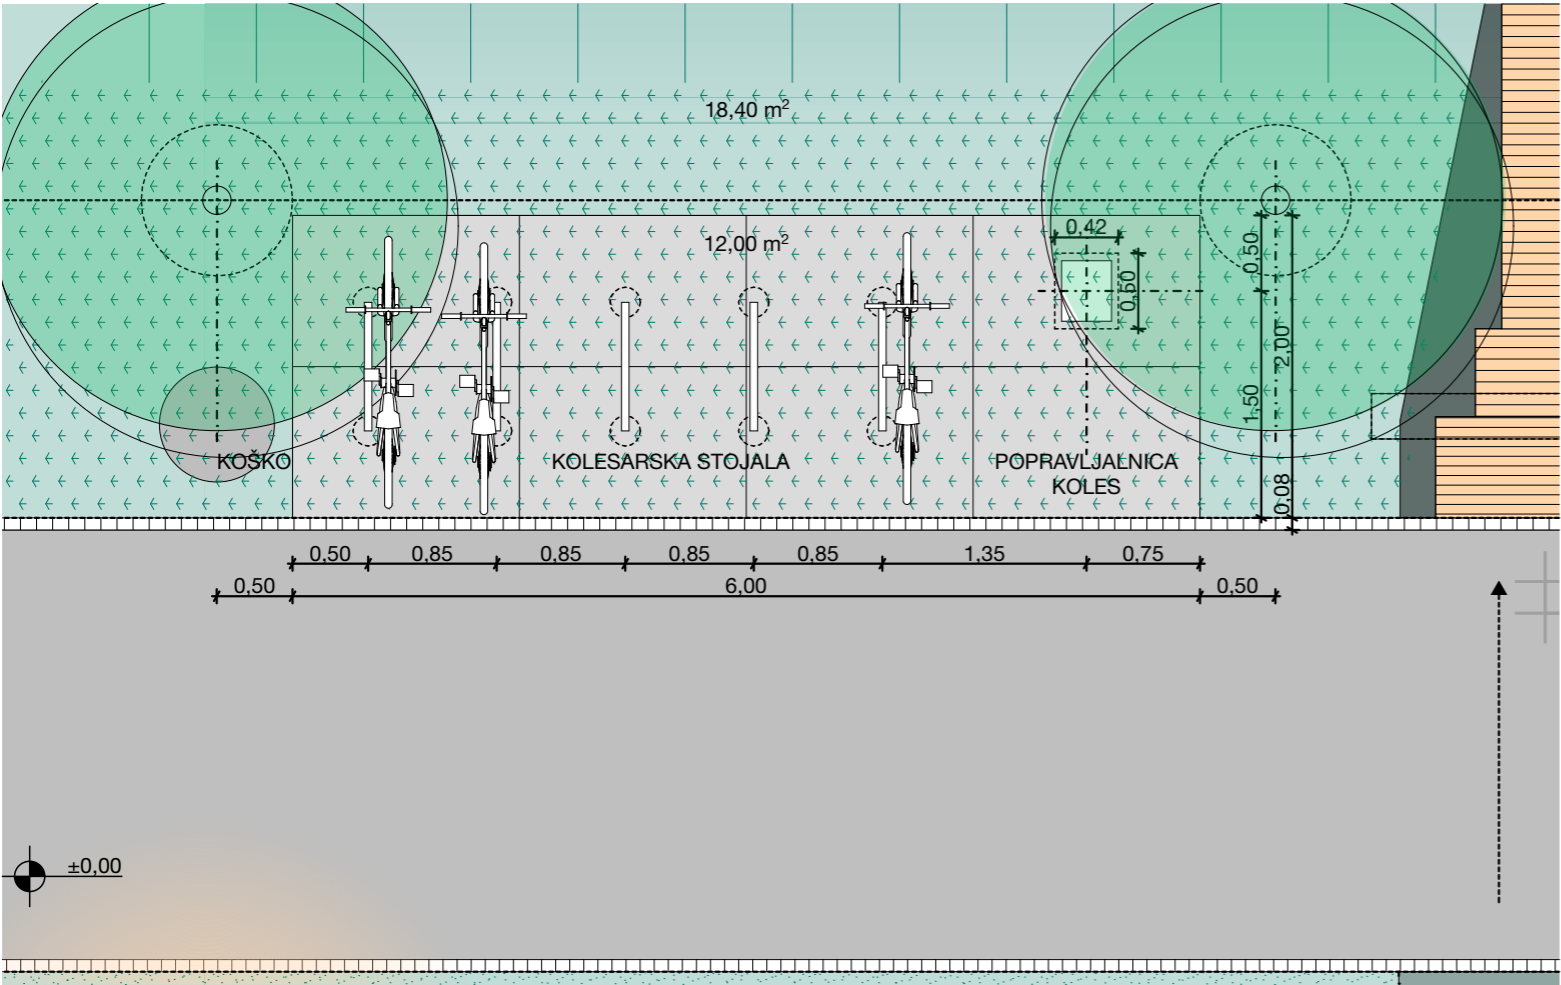 18,40 m²
12,00 m²
0,42
0,60
0,50
2,00
1,50
0,08
KOŠKO
KOLESARSKA STOJALA
POPRAVLJALNICA
KOLES
0,50 0,85 0,85 0,85 0,85 1,35 0,75
0,50 6,00 0,50
±0,00